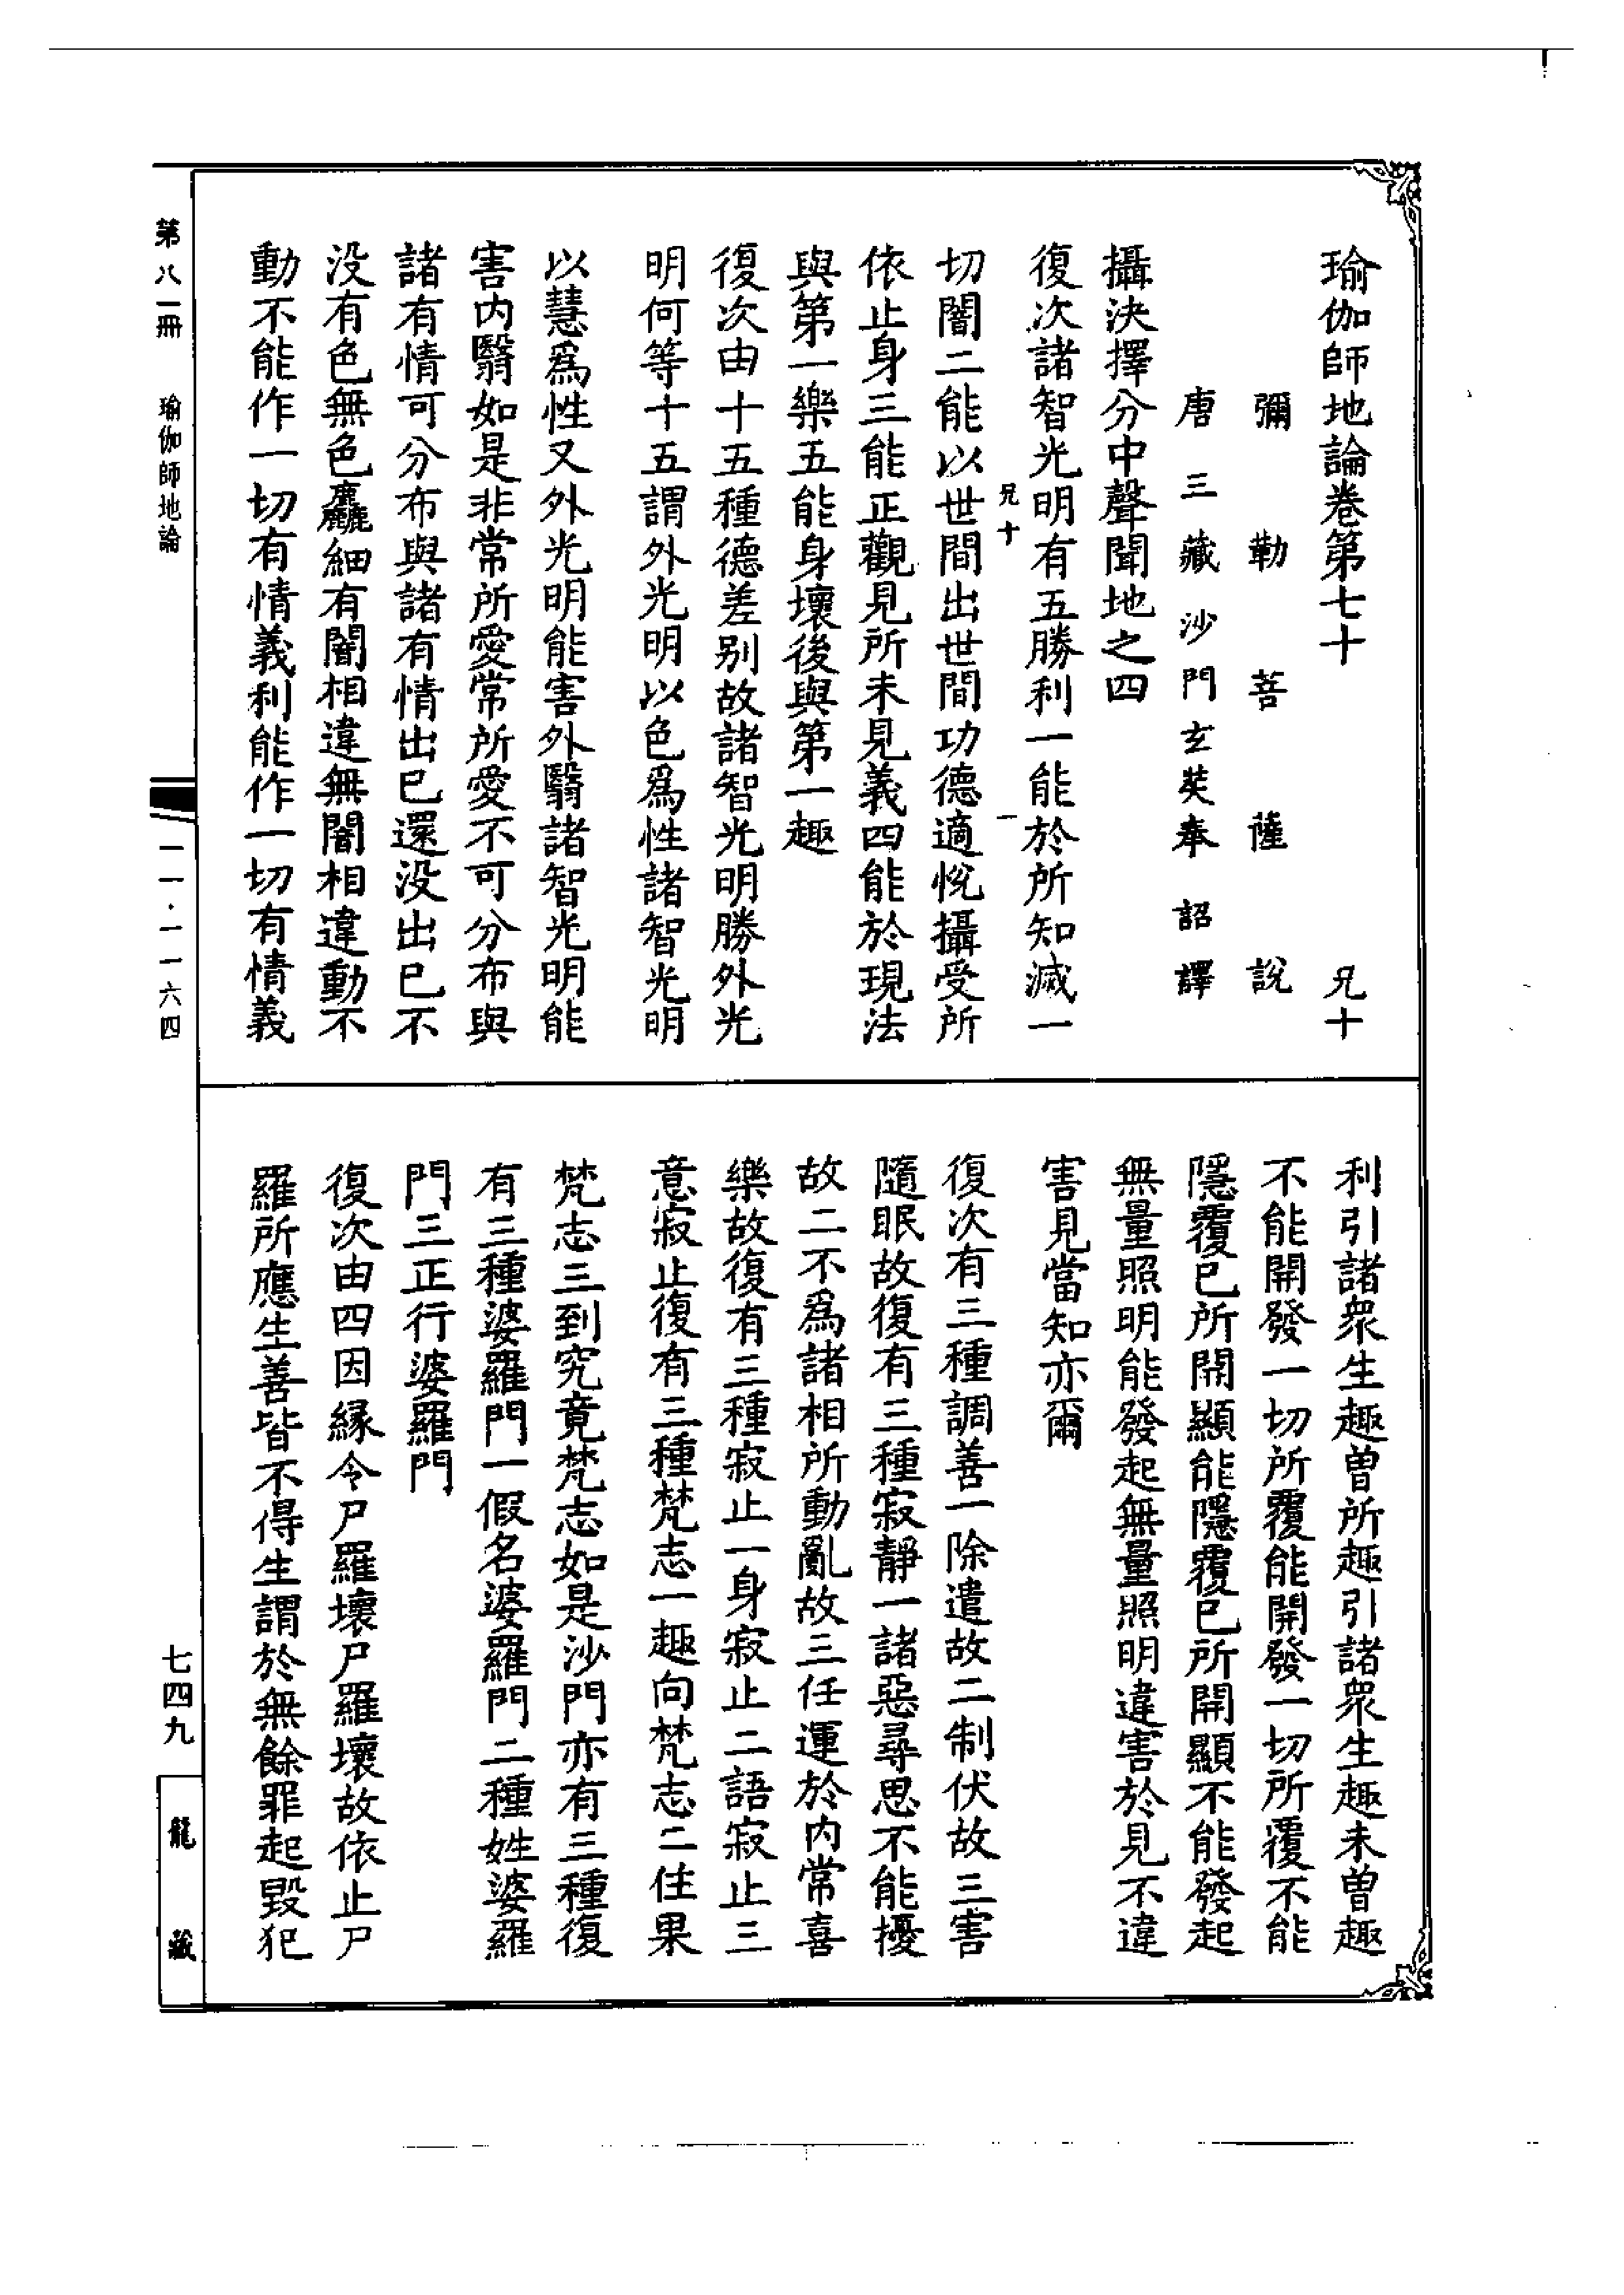 瑜伽師地論卷第七十　兄十
彌勒菩薩說
唐三藏沙門玄奘奉詔譯
攝決擇分中聲聞地之四
復次諸智光明有五勝利一能於所知滅一
兄十　一
切闇二能以世間出世間功德適悅攝受所
依止身三能正觀見所未見義四能於現法
與第一樂五能身壞後與第一趣
復次由十五種德差別故諸智光明勝外光
明何等十五謂外光明以色爲性諸智光明
以慧爲性又外光明能害外翳諸智光明能
害內翳如是非常所愛常所愛不可分布與
諸有情可分布與諸有情出已還沒出已不
没有色無色麤細有闇相違無闇相違動不
動不能作一切有情義利能作一切有情義
利引諸衆生趣曾所趣引諸衆生趣未曾趣
不能開發一切所覆能開發一切所覆不能
隱覆已所開顯能隱覆已所開顯不能發起
無量照明能發起無量照明違害於見不違
害見當知亦爾
復次有三種調善一除遣故二制伏故三害
隨眠故復有三種寂靜一諸惡尋思不能擾
故二不爲諸相所動亂故三任運於內常喜
樂故復有三種寂止一身寂止二語寂止三
意寂止復有三種梵志一趣向梵志二住果
梵志三到究竟梵志如是沙門亦有三種復
有三種婆羅門一假名婆羅門二種姓婆羅
門三正行婆羅門
復次由四因緣令尸羅壞尸羅壞故依止尸
羅所應生善皆不得生謂於無餘罪起毀犯
第八一冊　瑜伽師地論　一一·一一六四　七四九　龍藏